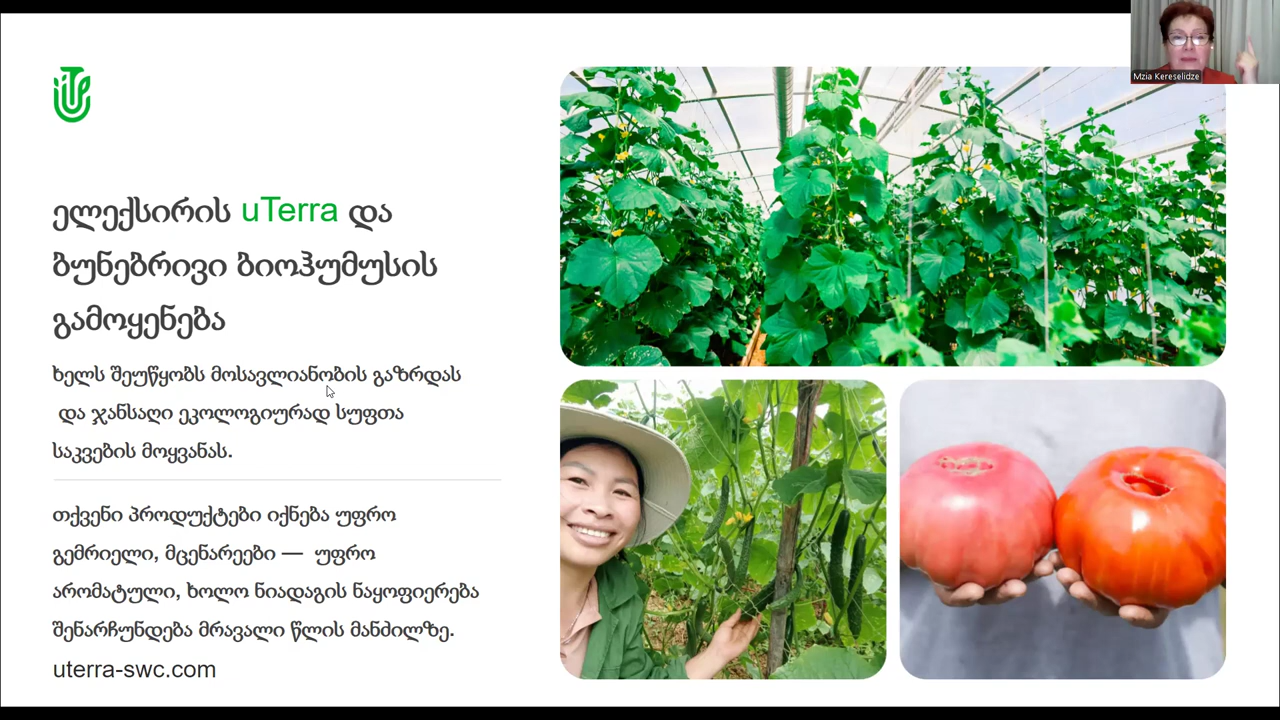 Mzia Kereselidze
ელექსირის uTerra და
ბუნებრივი ბიოჰუმუსის
გამოყენება
ხელს შეუწყობს მოსავლიანობის გაზრდას
და ჯანსაღი ეკოლოგიურად სუფთა
საკვების მოყვანას.
თქვენი პროდუქტები იქნება უფრო
გემრიელი, მცენარეები — უფრო
არომატული, ხოლო ნიადაგის ნაყოფიერება
შენარჩუნდება მრავალი წლის მანძილზე.
uterra-swc.com